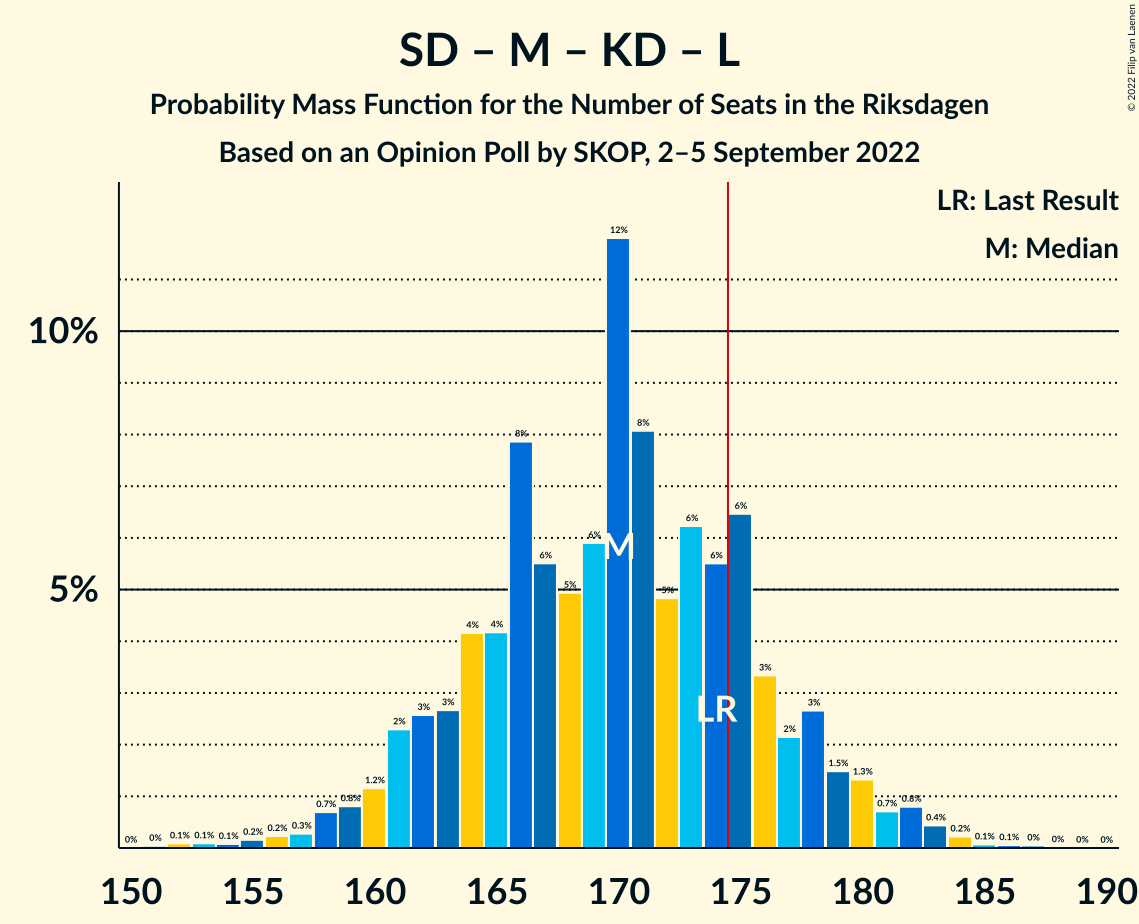 SD – M – KD – L
Probability Mass Function for the Number of Seats in the Riksdagen
Based on an Opinion Poll by SKOP, 2–5 September 2022
© 2022 Filip van Laenen
LR: Last Result
M: Median
10%
5%
0% 0% 0.1% 0.1% 0.1% 0.2% 0.2% 0.3% 0.7% 0.8% 1.2% 2% 3% 3% 4% 4% 8% 6% 5% 6% 12% 8% 5% 6% 6% 6% 3% 2% 3% 1.5% 1.3% 0.7% 0.8% 0.4% 0.2% 0.1% 0.1% 0% 0% 0% 0%
M
LR
150 155 160 165 170 175 180 185 190